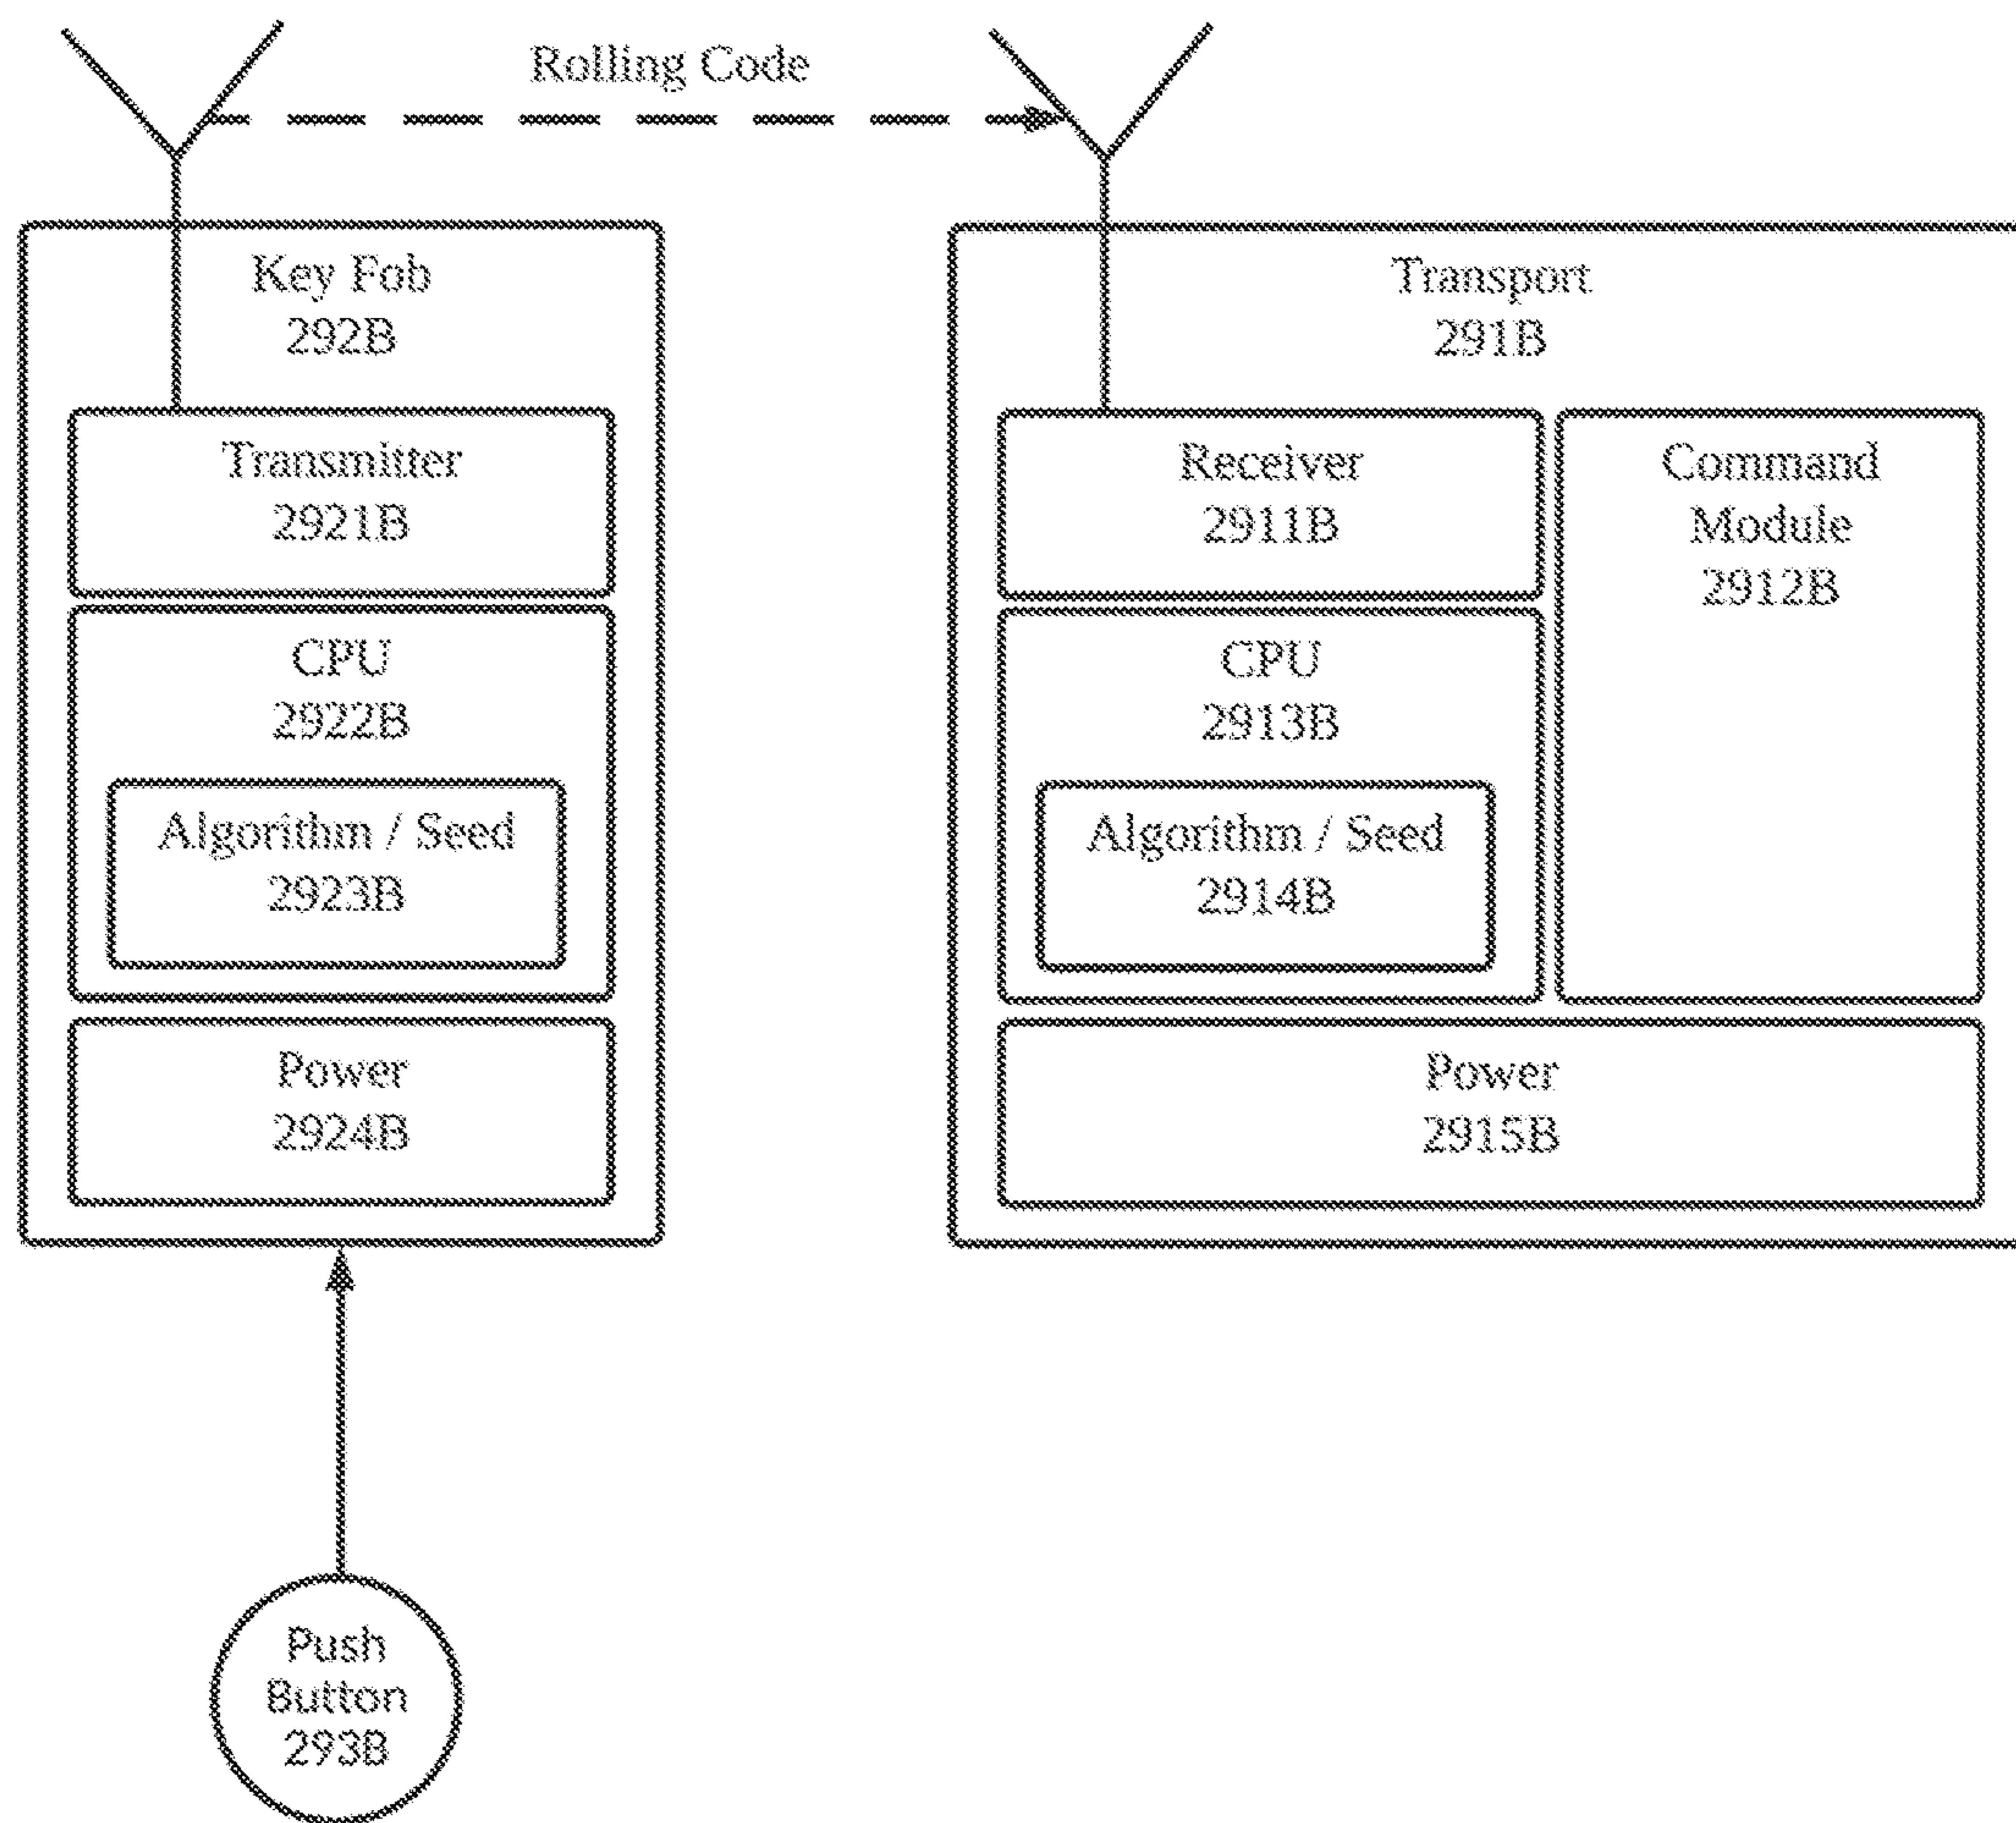 Rolling Code
Key Fob
292B
Transmitter
2921B
CPU
2922B
Algorithm / Seed
2923B
Power
2924B
Push
Button
293B
Transport
291B
Receiver
2911B
Command
Module
2912B
CPU
2913B
Algorithm / Seed
2914B
Power
2915B